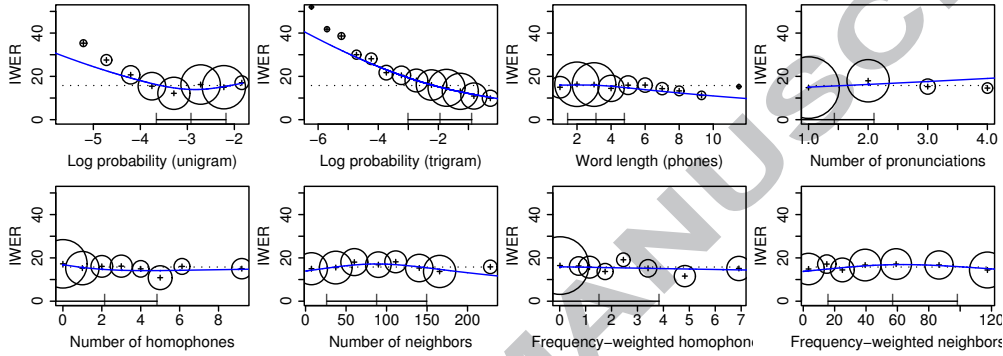 IWER
0 20 40
−5 −4 −3 −2
Log probability (unigram)
IWER
0 20 40
−6 −4 −2
Log probability (trigram)
IWER
0 20 40
2 4 6 8 10
Word length (phones)
IWER
0 20 40
1.0 2.0 3.0 4.0
Number of pronunciations
IWER
0 20 40
0 2 4 6 8
Number of homophones
IWER
0 20 40
0 50 100 150 200
Number of neighbors
IWER
0 20 40
0 1 2 3 4 5 6 7
Frequency−weighted homophon
IWER
0 20 40
0 20 40 60 80 120
Frequency−weighted neighbors
MANUSC